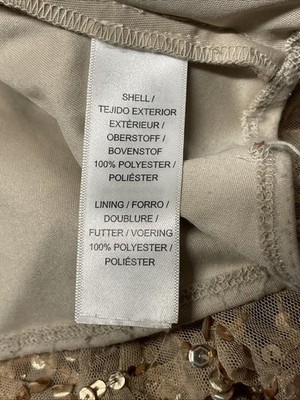 SHELL /
TEJIDO EXTERIOR
EXTÉRIEUR /
OBERSTOFF /
BOVENSTOF
100% POLYESTER /
POLIÉSTER
LINING / FORRO /
DOUBLURE /
FUTTER / VOERING
100% POLYESTER /
POLIÉSTER